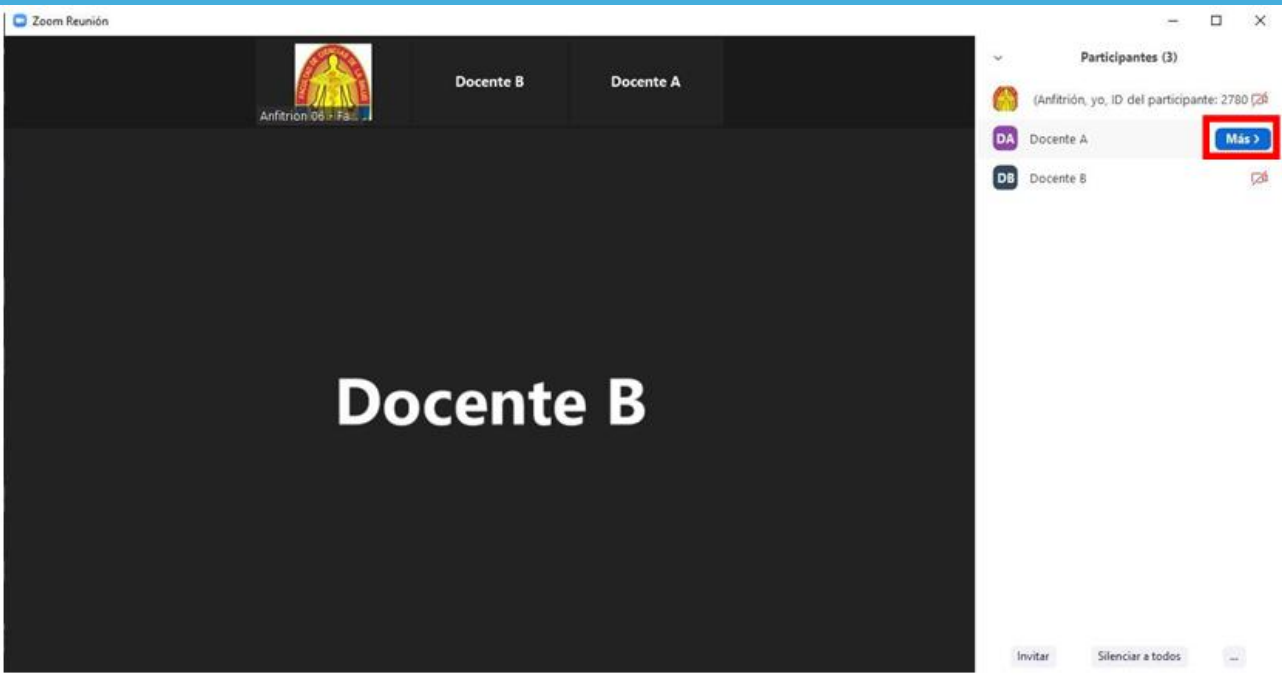 Zoom Reunión
Anfitrion 06 - Fa...
Docente B
Docente A
Docente B
Participantes (3)
(Anfitrión, yo, ID del participante: 2780
DA Docente A Más >
DB Docente B
Invitar Silenciar a todos ...